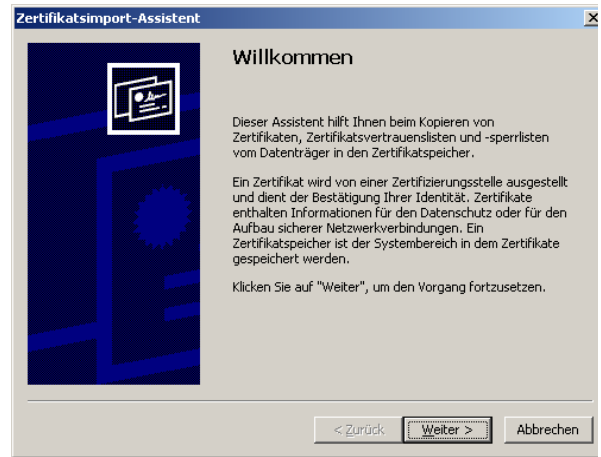 Zertifikatsimport-Assistent
Willkommen
Dieser Assistent hilft Ihnen beim Kopieren von
Zertifikaten, Zertifikatsvertrauenslisten und -sperrlisten
vom Datenträger in den Zertifikatspeicher.
Ein Zertifikat wird von einer Zertifizierungsstelle ausgestellt
und dient der Bestätigung Ihrer Identität. Zertifikate
enthalten Informationen für den Datenschutz oder für den
Aufbau sicherer Netzwerkverbindungen. Ein
Zertifikatspeicher ist der Systembereich in dem Zertifikate
gespeichert werden.
Klicken Sie auf "Weiter", um den Vorgang fortzusetzen.
< Zurück Weiter > Abbrechen